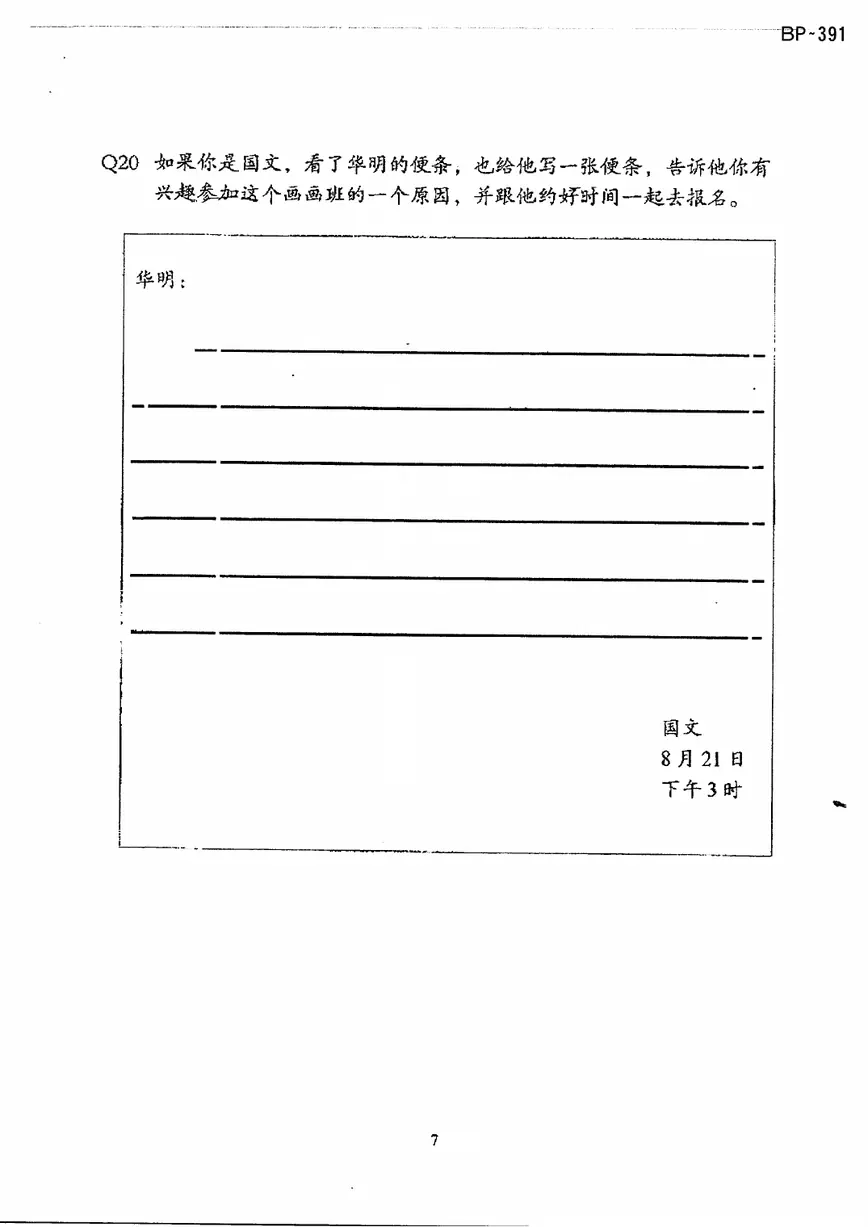 BP-391
Q20 如果你是国文，看了华明的便条，也给他写一张便条，告诉他你有
兴趣参加这个画画班的一个原因，并跟他约好时间一起去报名。
华明：
国文
8月21日
下午3时
7